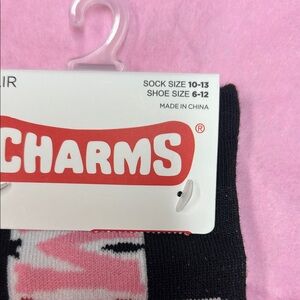 IR
SOCK SIZE 10-13
SHOE SIZE 6-12
MADE IN CHINA
CHARMS®